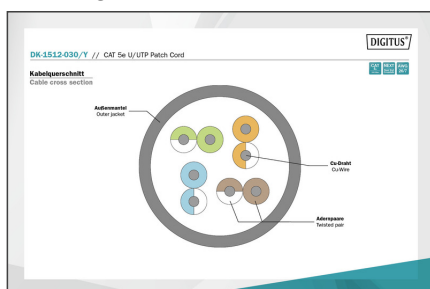 DIGITUS®
DK-1512-030/Y // CAT 5e U/UTP Patch Cord
Kabelquerschnitt
Cable cross section
Außenmantel
Outer jacket
Cu-Draht
Cu-Wire
Adernpaare
Twisted pair